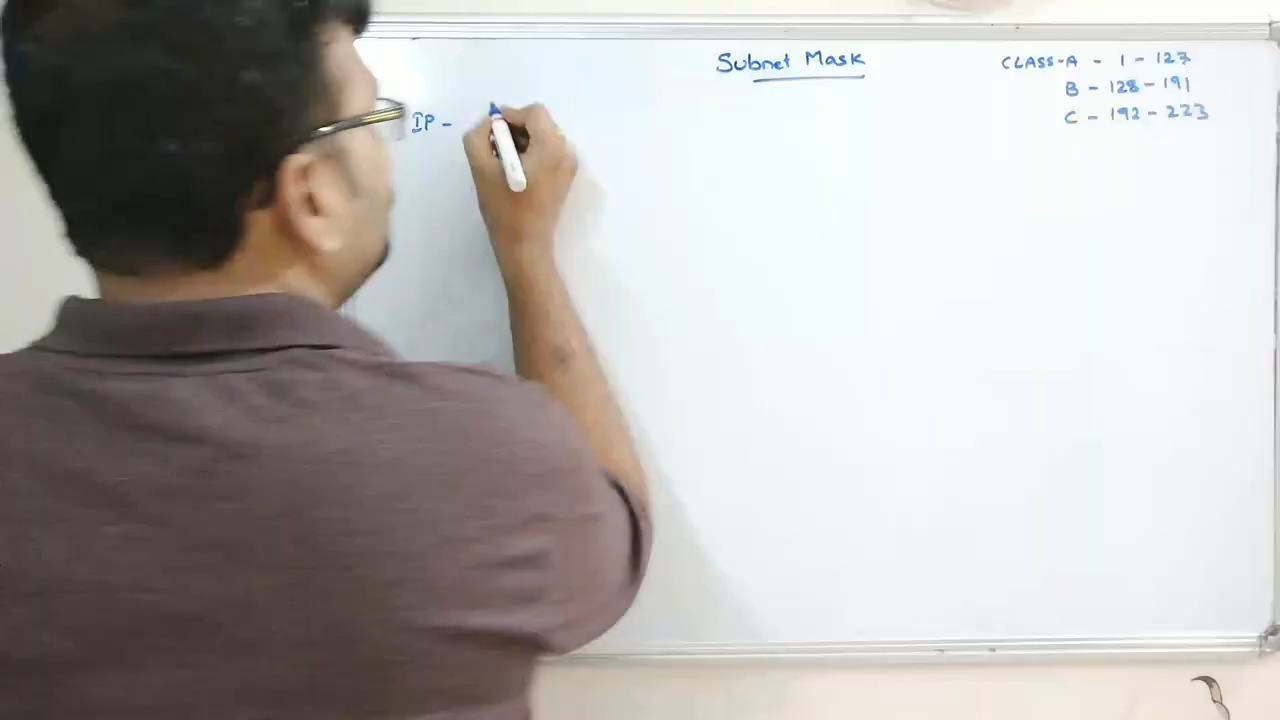 Subnet Mask
CLASS-A - 1 - 127
B - 128 - 191
C - 192 - 223
IP -